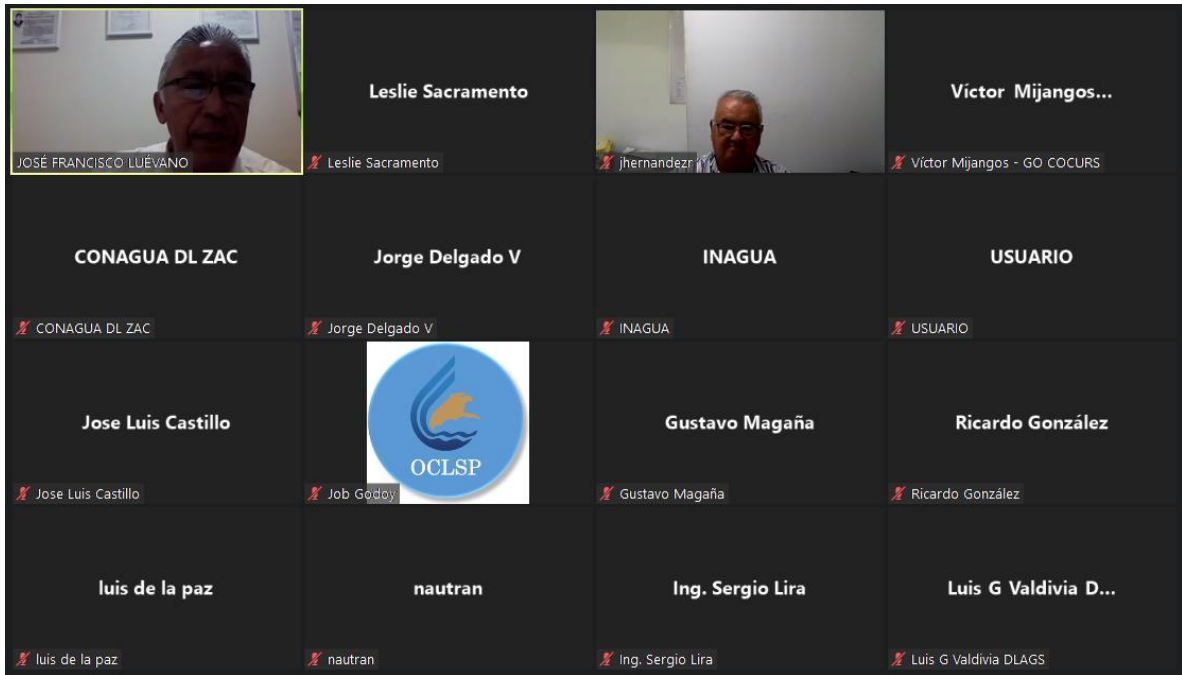 JOSÉ FRANCISCO LUÉVANO
Leslie Sacramento
Leslie Sacramento
jhernandezr
Víctor Mijangos...
Víctor Mijangos - GO COCURS
CONAGUA DL ZAC
CONAGUA DL ZAC
Jorge Delgado V
Jorge Delgado V
INAGUA
INAGUA
USUARIO
USUARIO
Jose Luis Castillo
Jose Luis Castillo
OCLSP
Job Godoy
Gustavo Magaña
Gustavo Magaña
Ricardo González
Ricardo González
luis de la paz
luis de la paz
nautran
nautran
Ing. Sergio Lira
Ing. Sergio Lira
Luis G Valdivia D...
Luis G Valdivia DLAGS